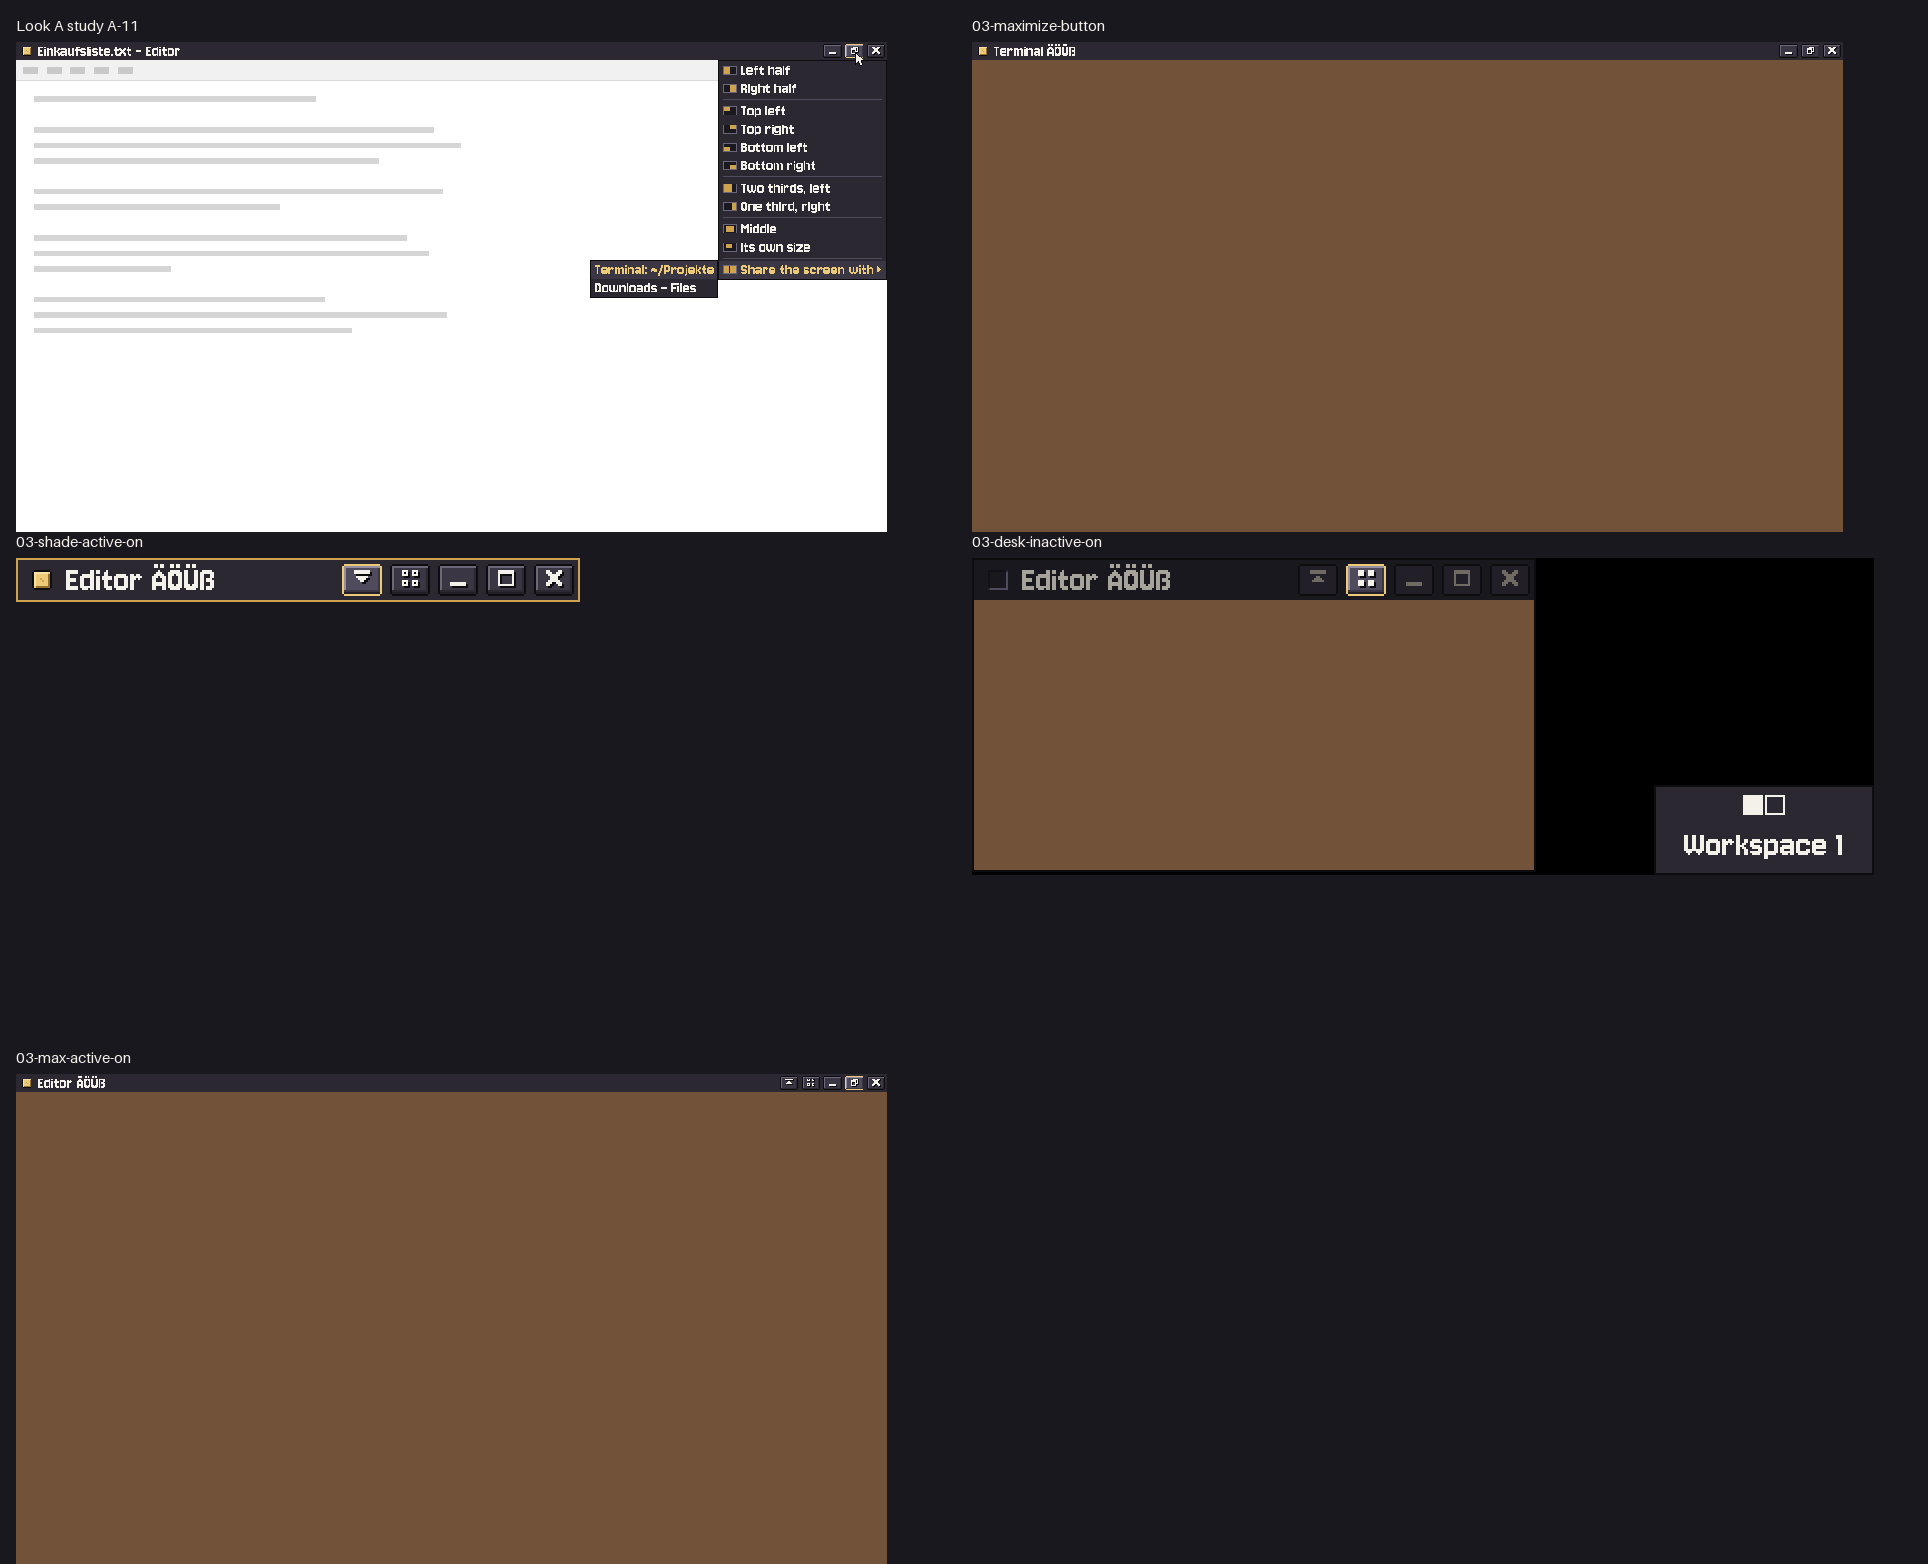 Look A study A-11
Einkaufsliste.txt - Editor
Left half
Right half
Top left
Top right
Bottom left
Bottom right
Two thirds, left
One third, right
Middle
Its own size
Share the screen with
Terminal: ~/Projekte
Downloads - Files
03-maximize-button
Terminal ÄÖÜß
03-shade-active-on
Editor ÄÖÜß
03-desk-inactive-on
Editor ÄÖÜß
Workspace 1
03-max-active-on
Editor ÄÖÜß